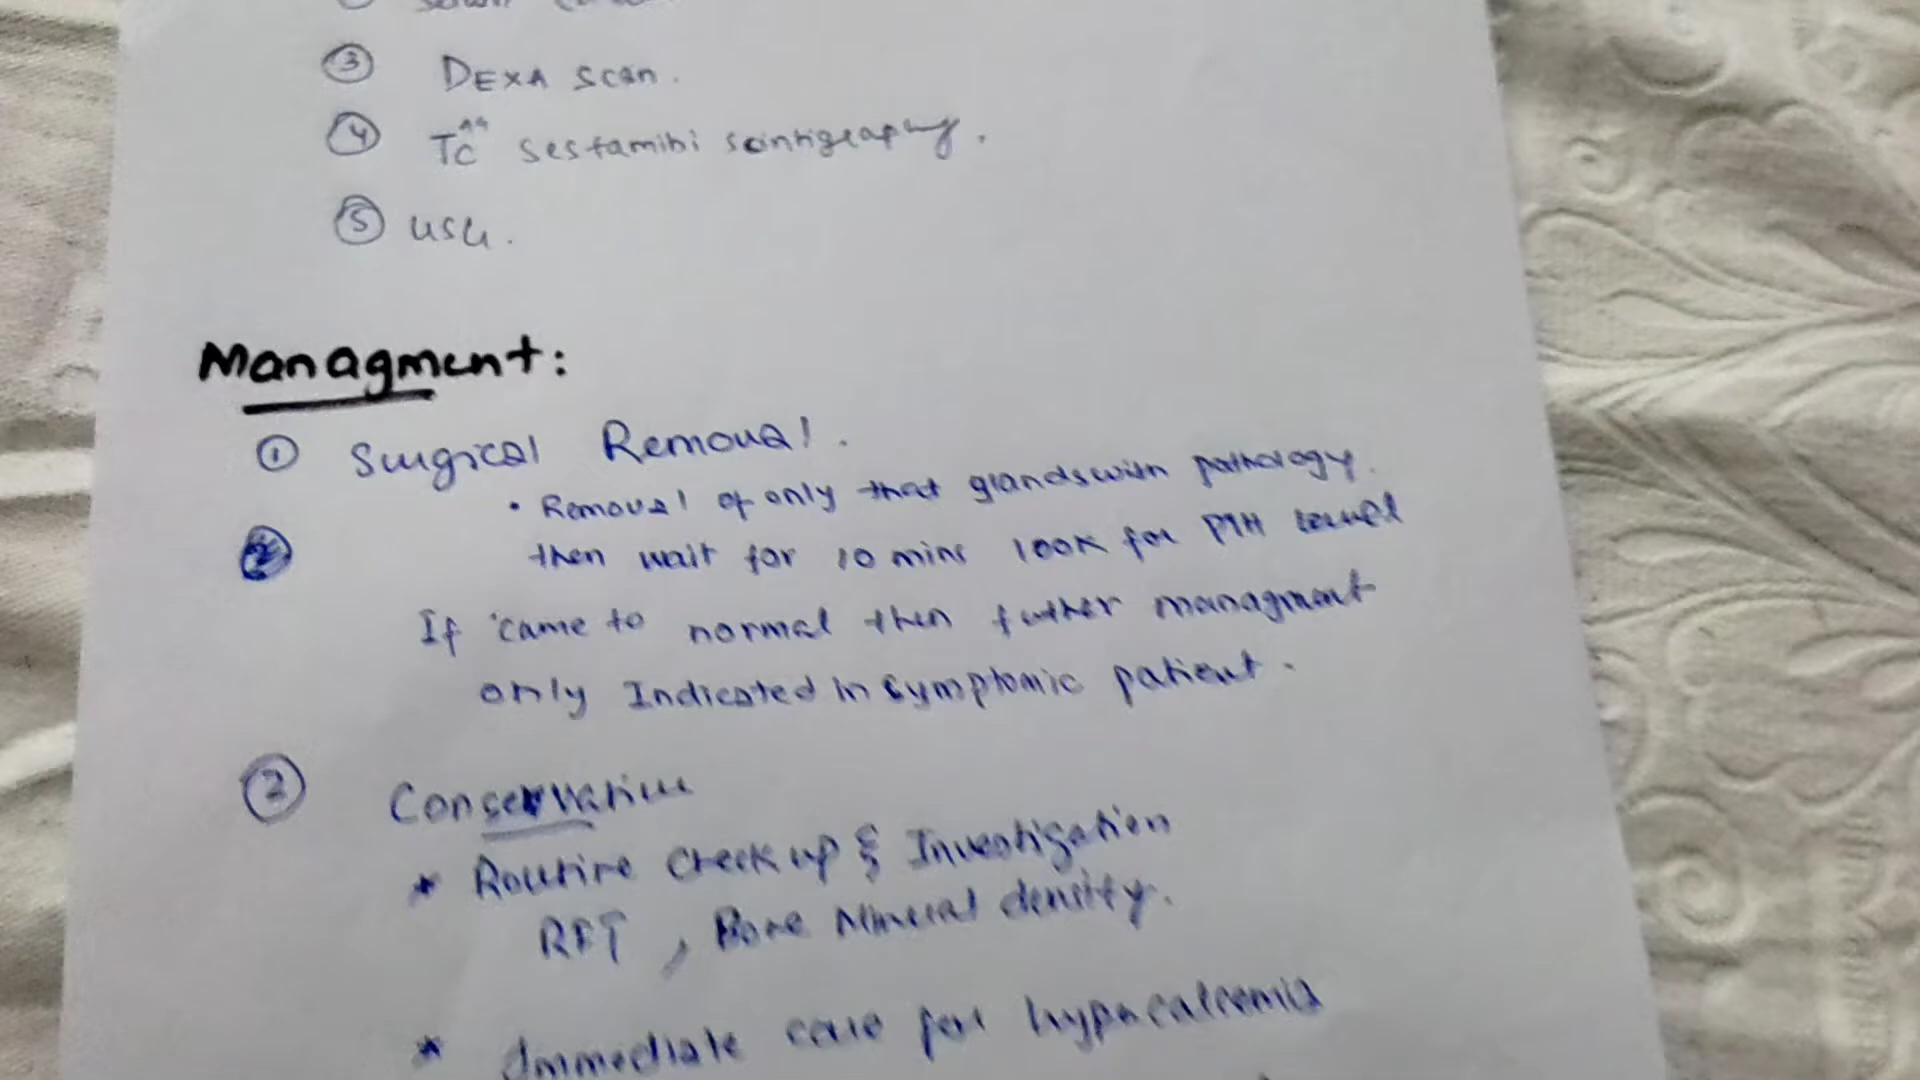 ③ DEXA scan.
④ Tc⁹⁹ sestamibi scintigraphy.
⑤ USG.
Managment:
① Surgical Removal.
• Removal of only that glands with pathology.
② then wait for 10 mins look for PTH level
If came to normal then futher managment
only Indicated in symptomic patient.
② Conservative
* Routine check up & Investigation
RFT, Bone Mineral density.
* Immediate care for hypocalcemia